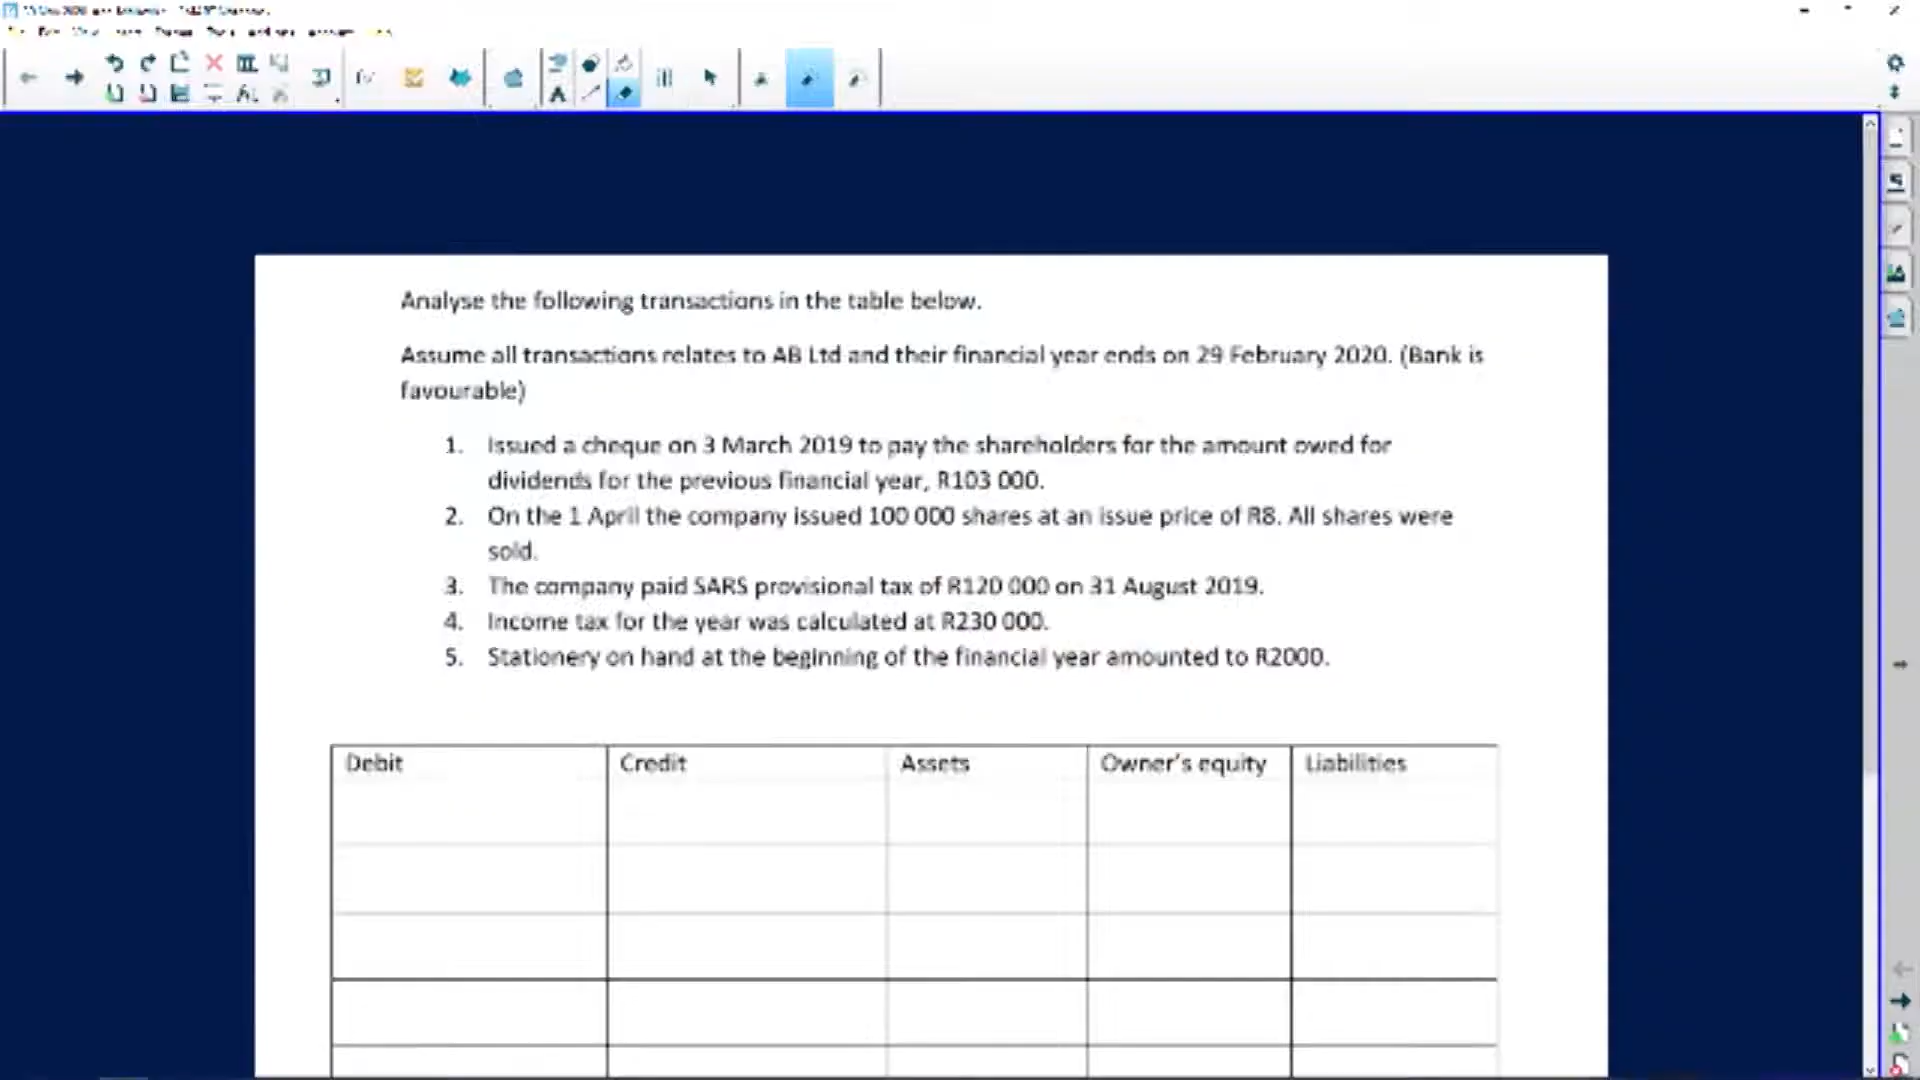 Analyse the following transactions in the table below.
Assume all transactions relates to AB Ltd and their financial year ends on 29 February 2020. (Bank is
favourable)
1. Issued a cheque on 3 March 2019 to pay the shareholders for the amount owed for
dividends for the previous financial year, R103 000.
2. On the 1 April the company issued 100 000 shares at an issue price of R8. All shares were
sold.
3. The company paid SARS provisional tax of R120 000 on 31 August 2019.
4. Income tax for the year was calculated at R230 000.
5. Stationery on hand at the beginning of the financial year amounted to R2000.
Debit Credit Assets Owner's equity Liabilities